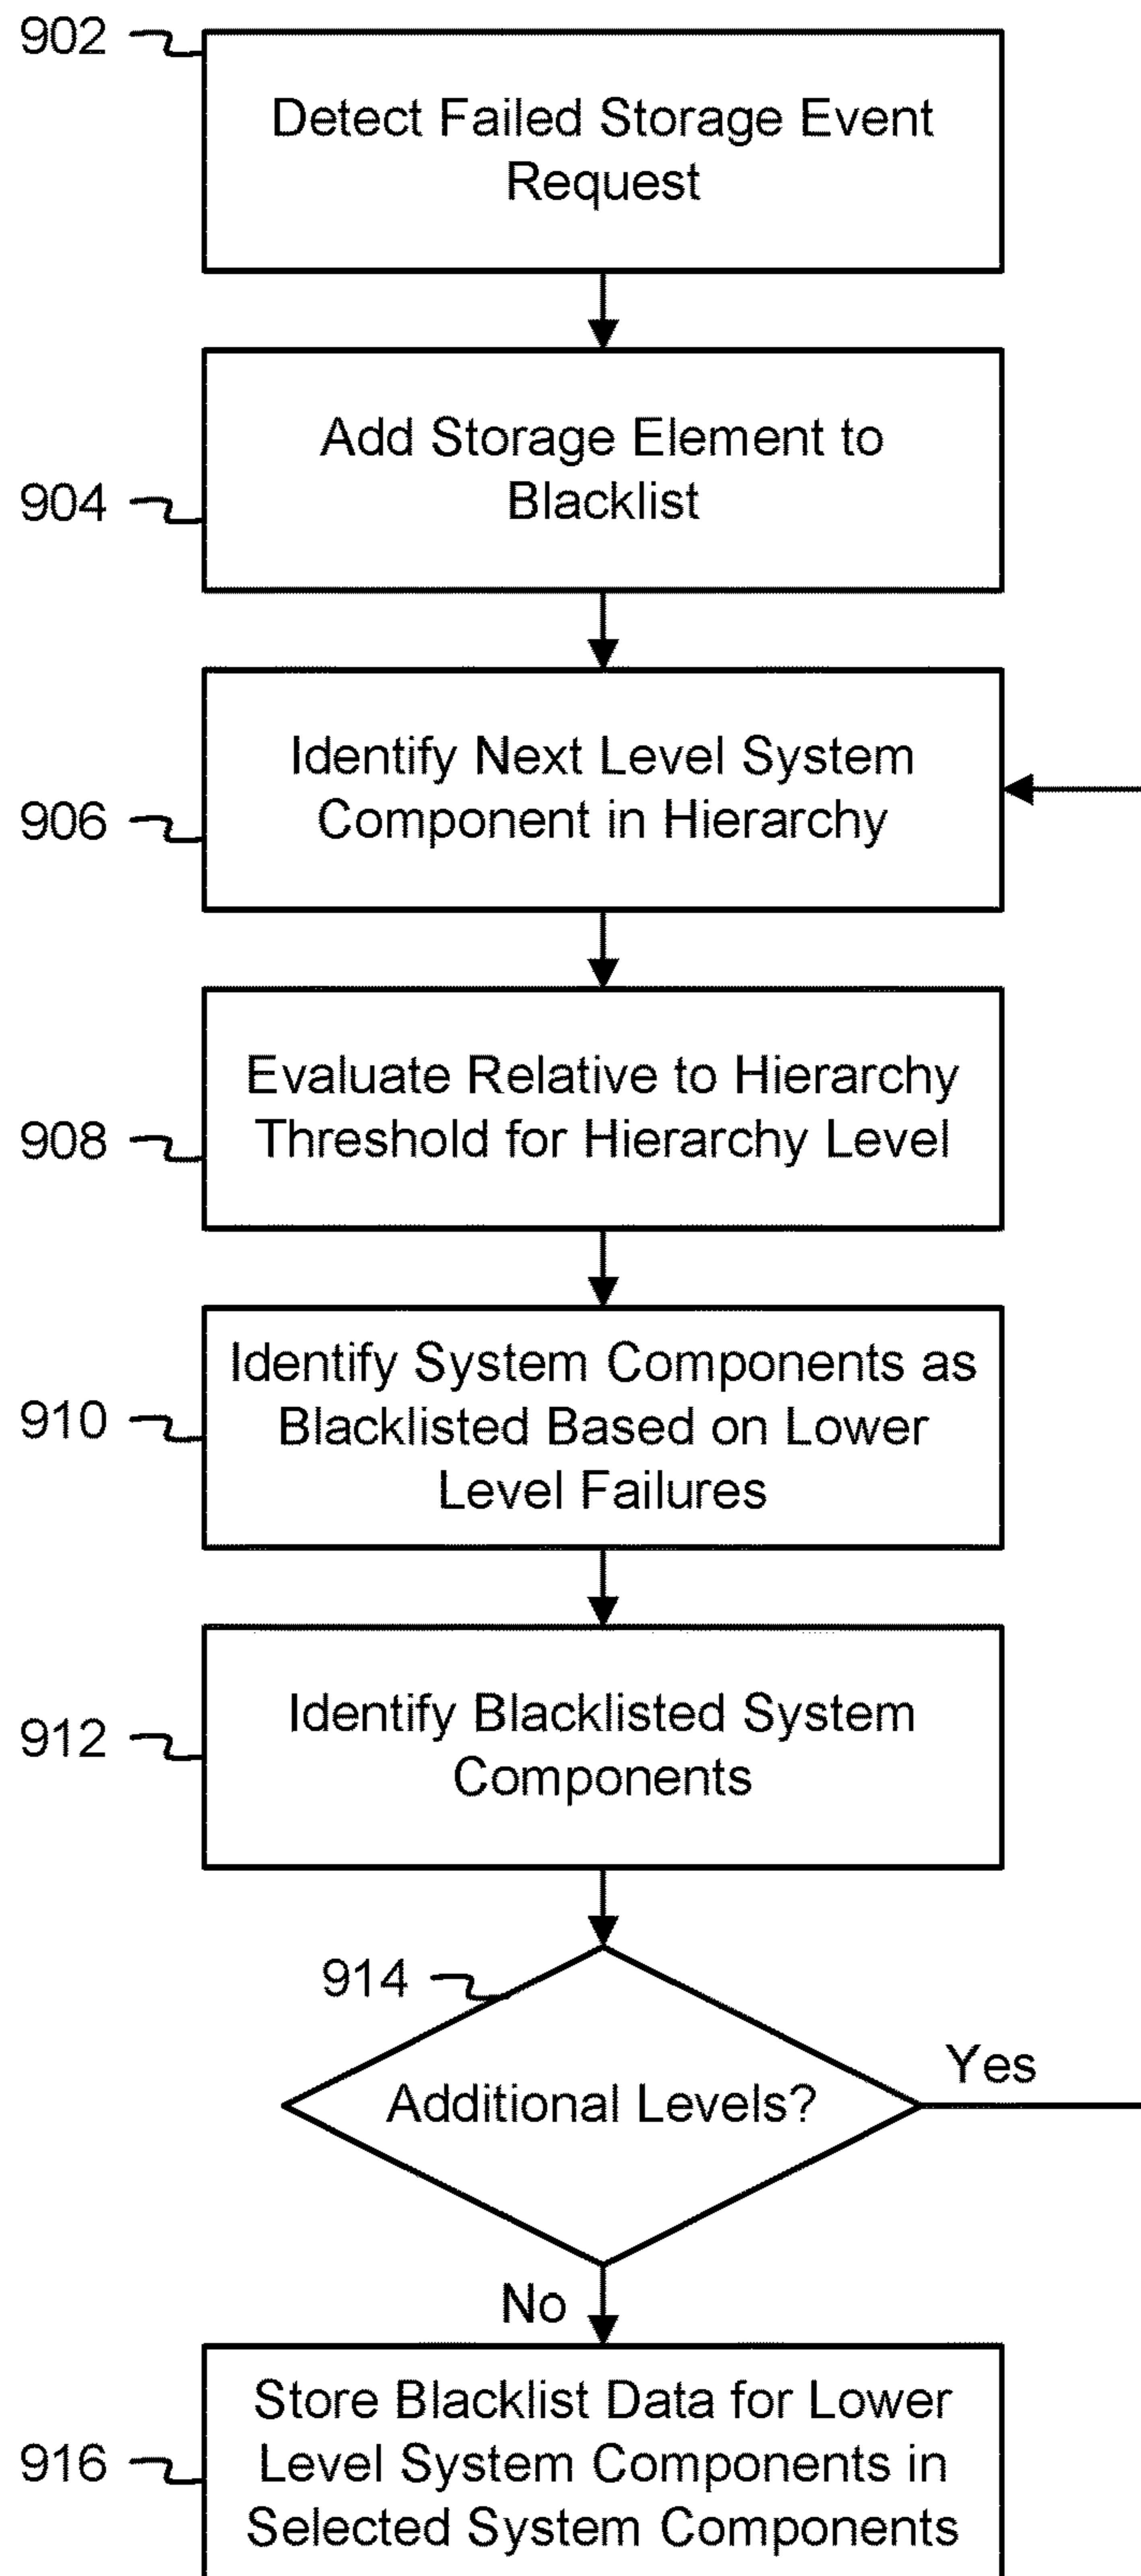 902
Detect Failed Storage Event
Request
Add Storage Element to
Blacklist
904
Identify Next Level System
Component in Hierarchy
906
Evaluate Relative to Hierarchy
Threshold for Hierarchy Level
908
Identify System Components as
Blacklisted Based on Lower
Level Failures
910
Identify Blacklisted System
Components
912
914
Additional Levels?
Yes
No
Store Blacklist Data for Lower
Level System Components in
Selected System Components
916